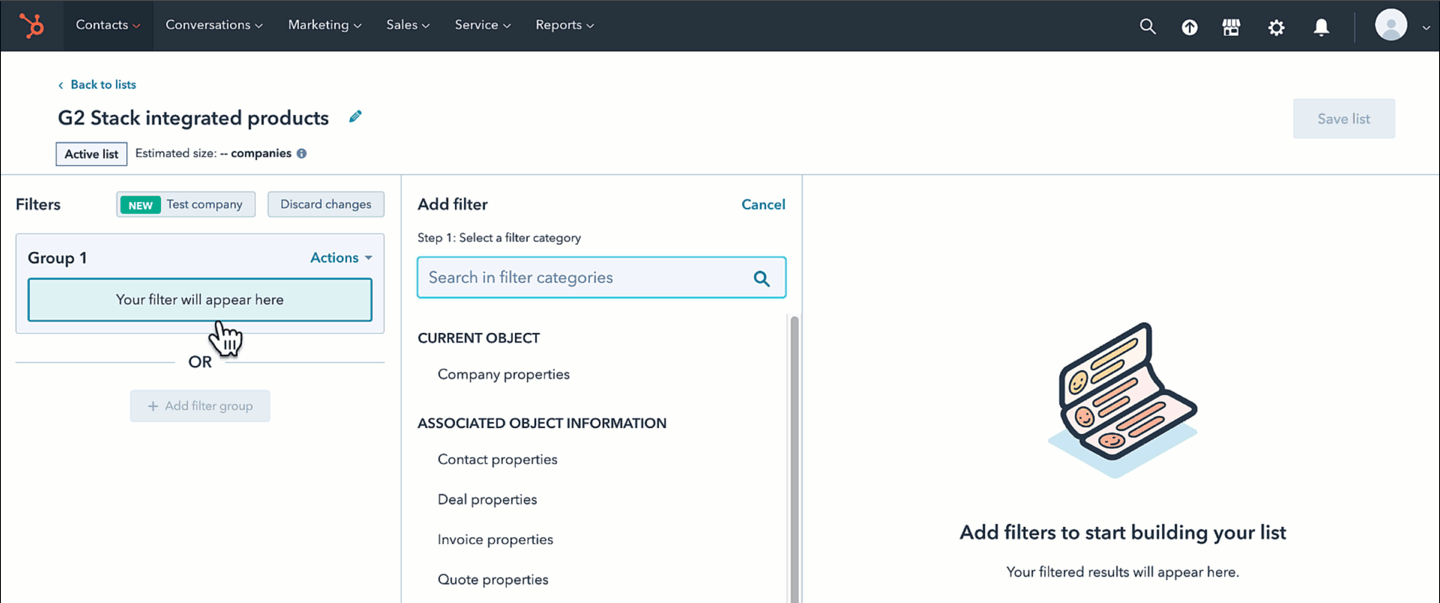 Contacts Conversations Marketing Sales Service Reports
Back to lists
G2 Stack integrated products
Save list
Active list Estimated size: -- companies
Filters NEW Test company Discard changes
Group 1 Actions
Your filter will appear here
OR
+ Add filter group
Add filter Cancel
Step 1: Select a filter category
Search in filter categories
CURRENT OBJECT
Company properties
ASSOCIATED OBJECT INFORMATION
Contact properties
Deal properties
Invoice properties
Quote properties
Add filters to start building your list
Your filtered results will appear here.